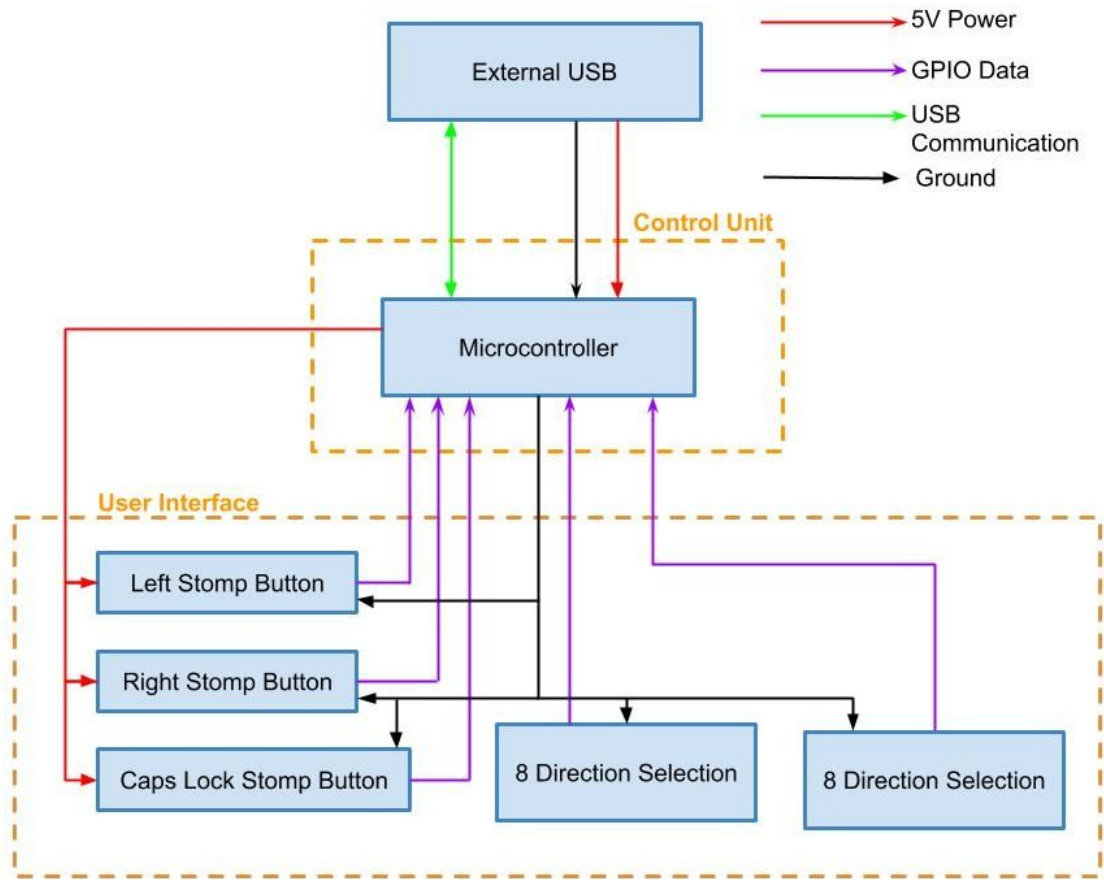 External USB
5V Power
GPIO Data
USB
Communication
Ground
Control Unit
Microcontroller
User Interface
Left Stomp Button
Right Stomp Button
Caps Lock Stomp Button
8 Direction Selection
8 Direction Selection